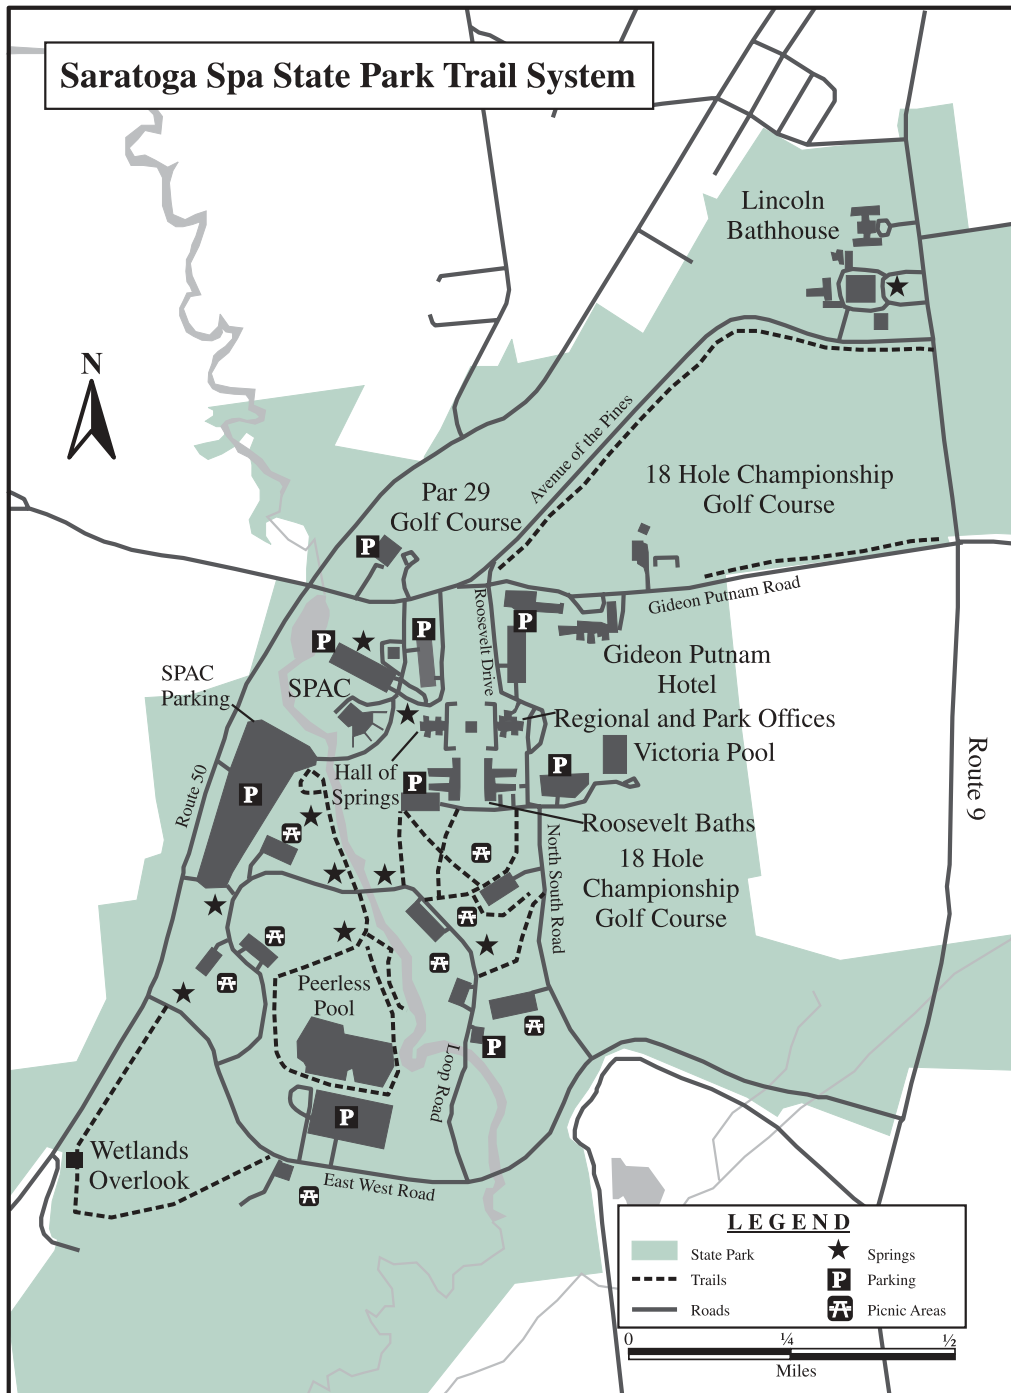 Saratoga Spa State Park Trail System
Lincoln
Bathhouse
N
Avenue of the Pines
18 Hole Championship
Golf Course
Par 29
Golf Course
P
Gideon Putnam Road
Roosevelt Drive
P
P
P
Gideon Putnam
Hotel
SPAC
Parking
SPAC
Regional and Park Offices
Victoria Pool
Route 9
Hall of
Springs
P
P
P
Route 50
Roosevelt Baths
18 Hole
Championship
Golf Course
North South Road
Peerless
Pool
P
Loop Road
P
Wetlands
Overlook
East West Road
LEGEND
State Park
Springs
Trails
P
Parking
Roads
Picnic Areas
0
¼
½
Miles